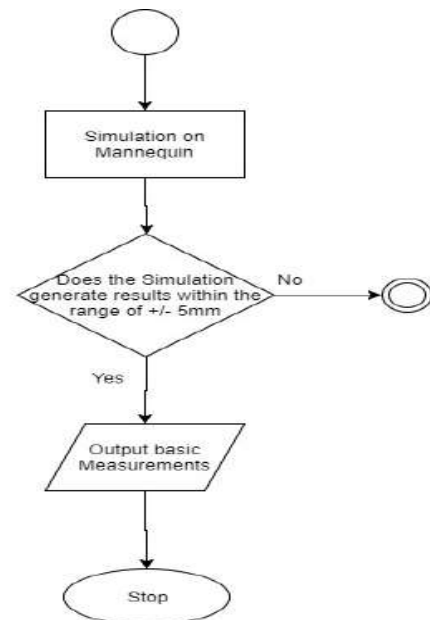 Simulation on
Mannequin
Does the Simulation
generate results within the
range of +/- 5mm
No
Yes
Output basic
Measurements
Stop